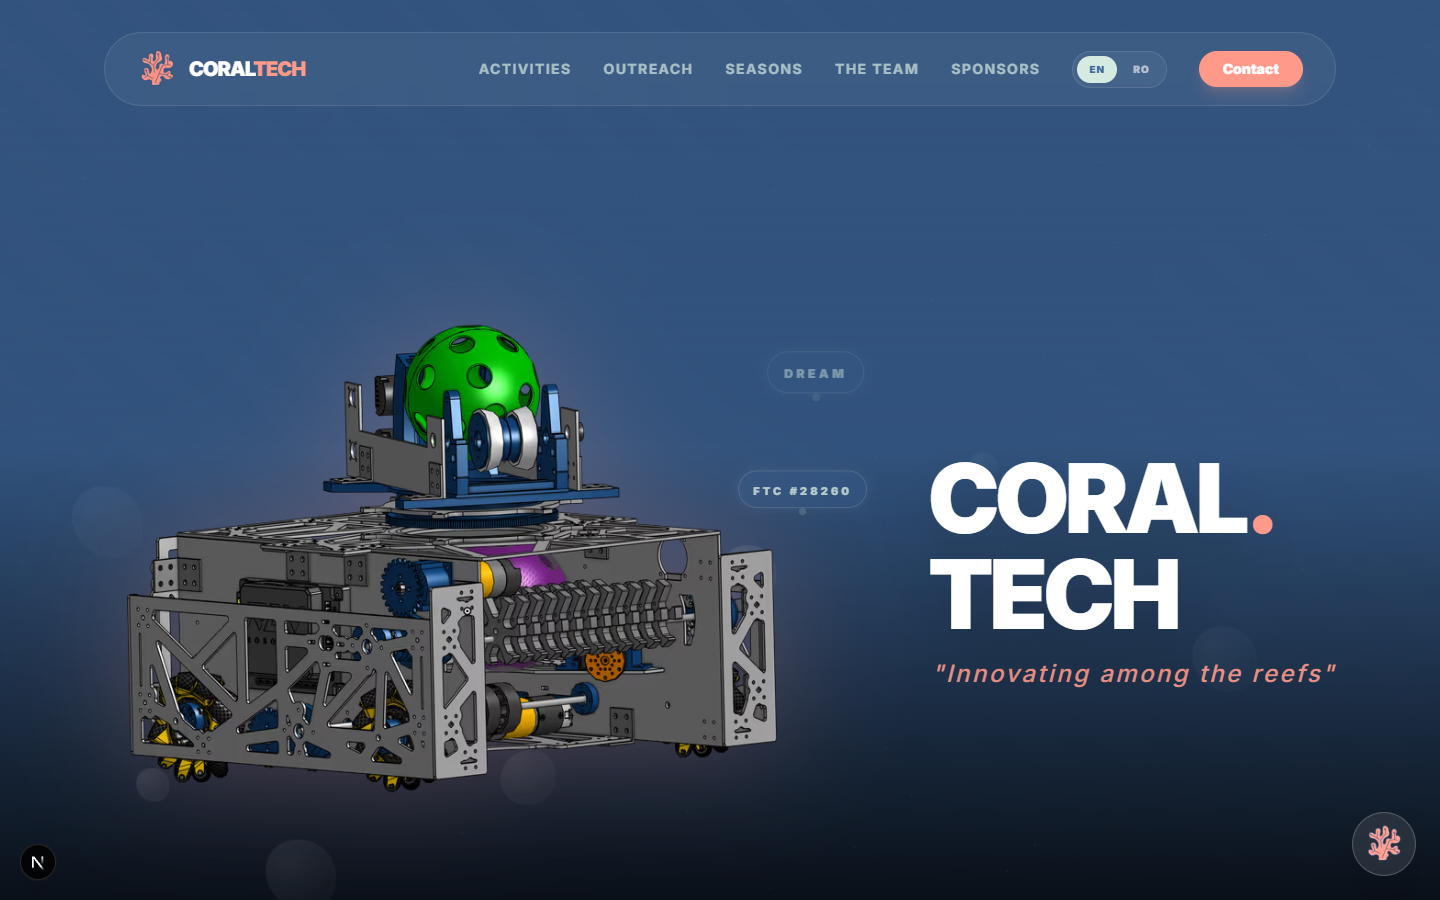 CORALTECH
ACTIVITIES
OUTREACH
SEASONS
THE TEAM
SPONSORS
EN
RO
Contact
DREAM
FTC #28260
CORAL.
TECH
"Innovating among the reefs"
N